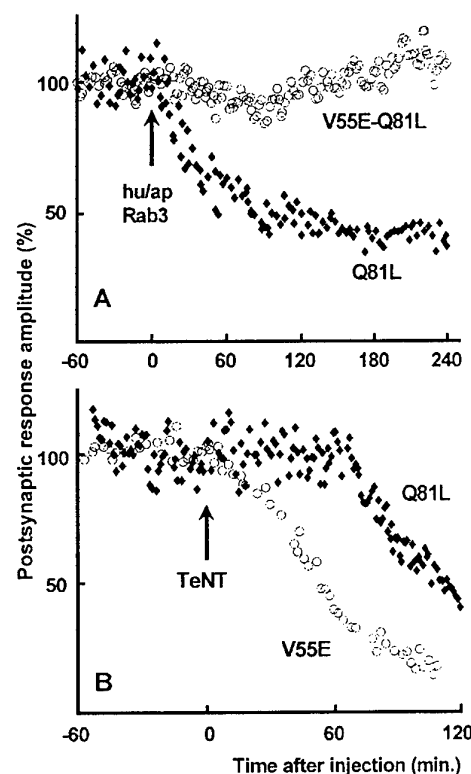 Postsynaptic response amplitude (%)
100
50
V55E-Q81L
hu/ap
Rab3
Q81L
A
-60 0 60 120 180 240
100
50
Q81L
TeNT
V55E
B
-60 0 60 120
Time after injection (min.)